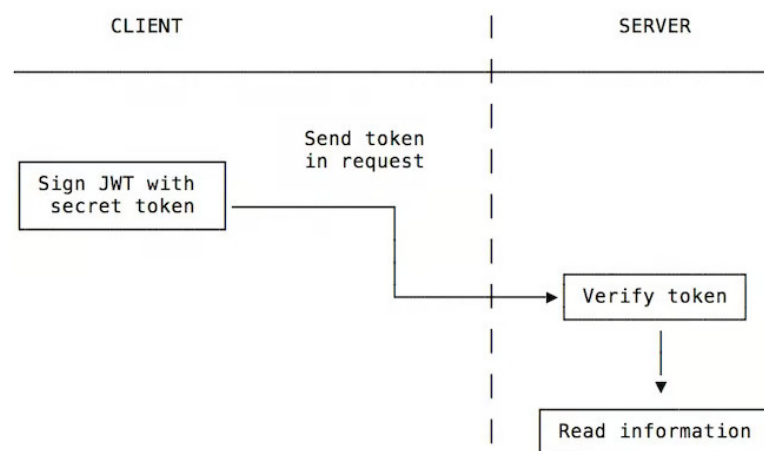 CLIENT
SERVER
Send token
in request
Sign JWT with
secret token
Verify token
Read information